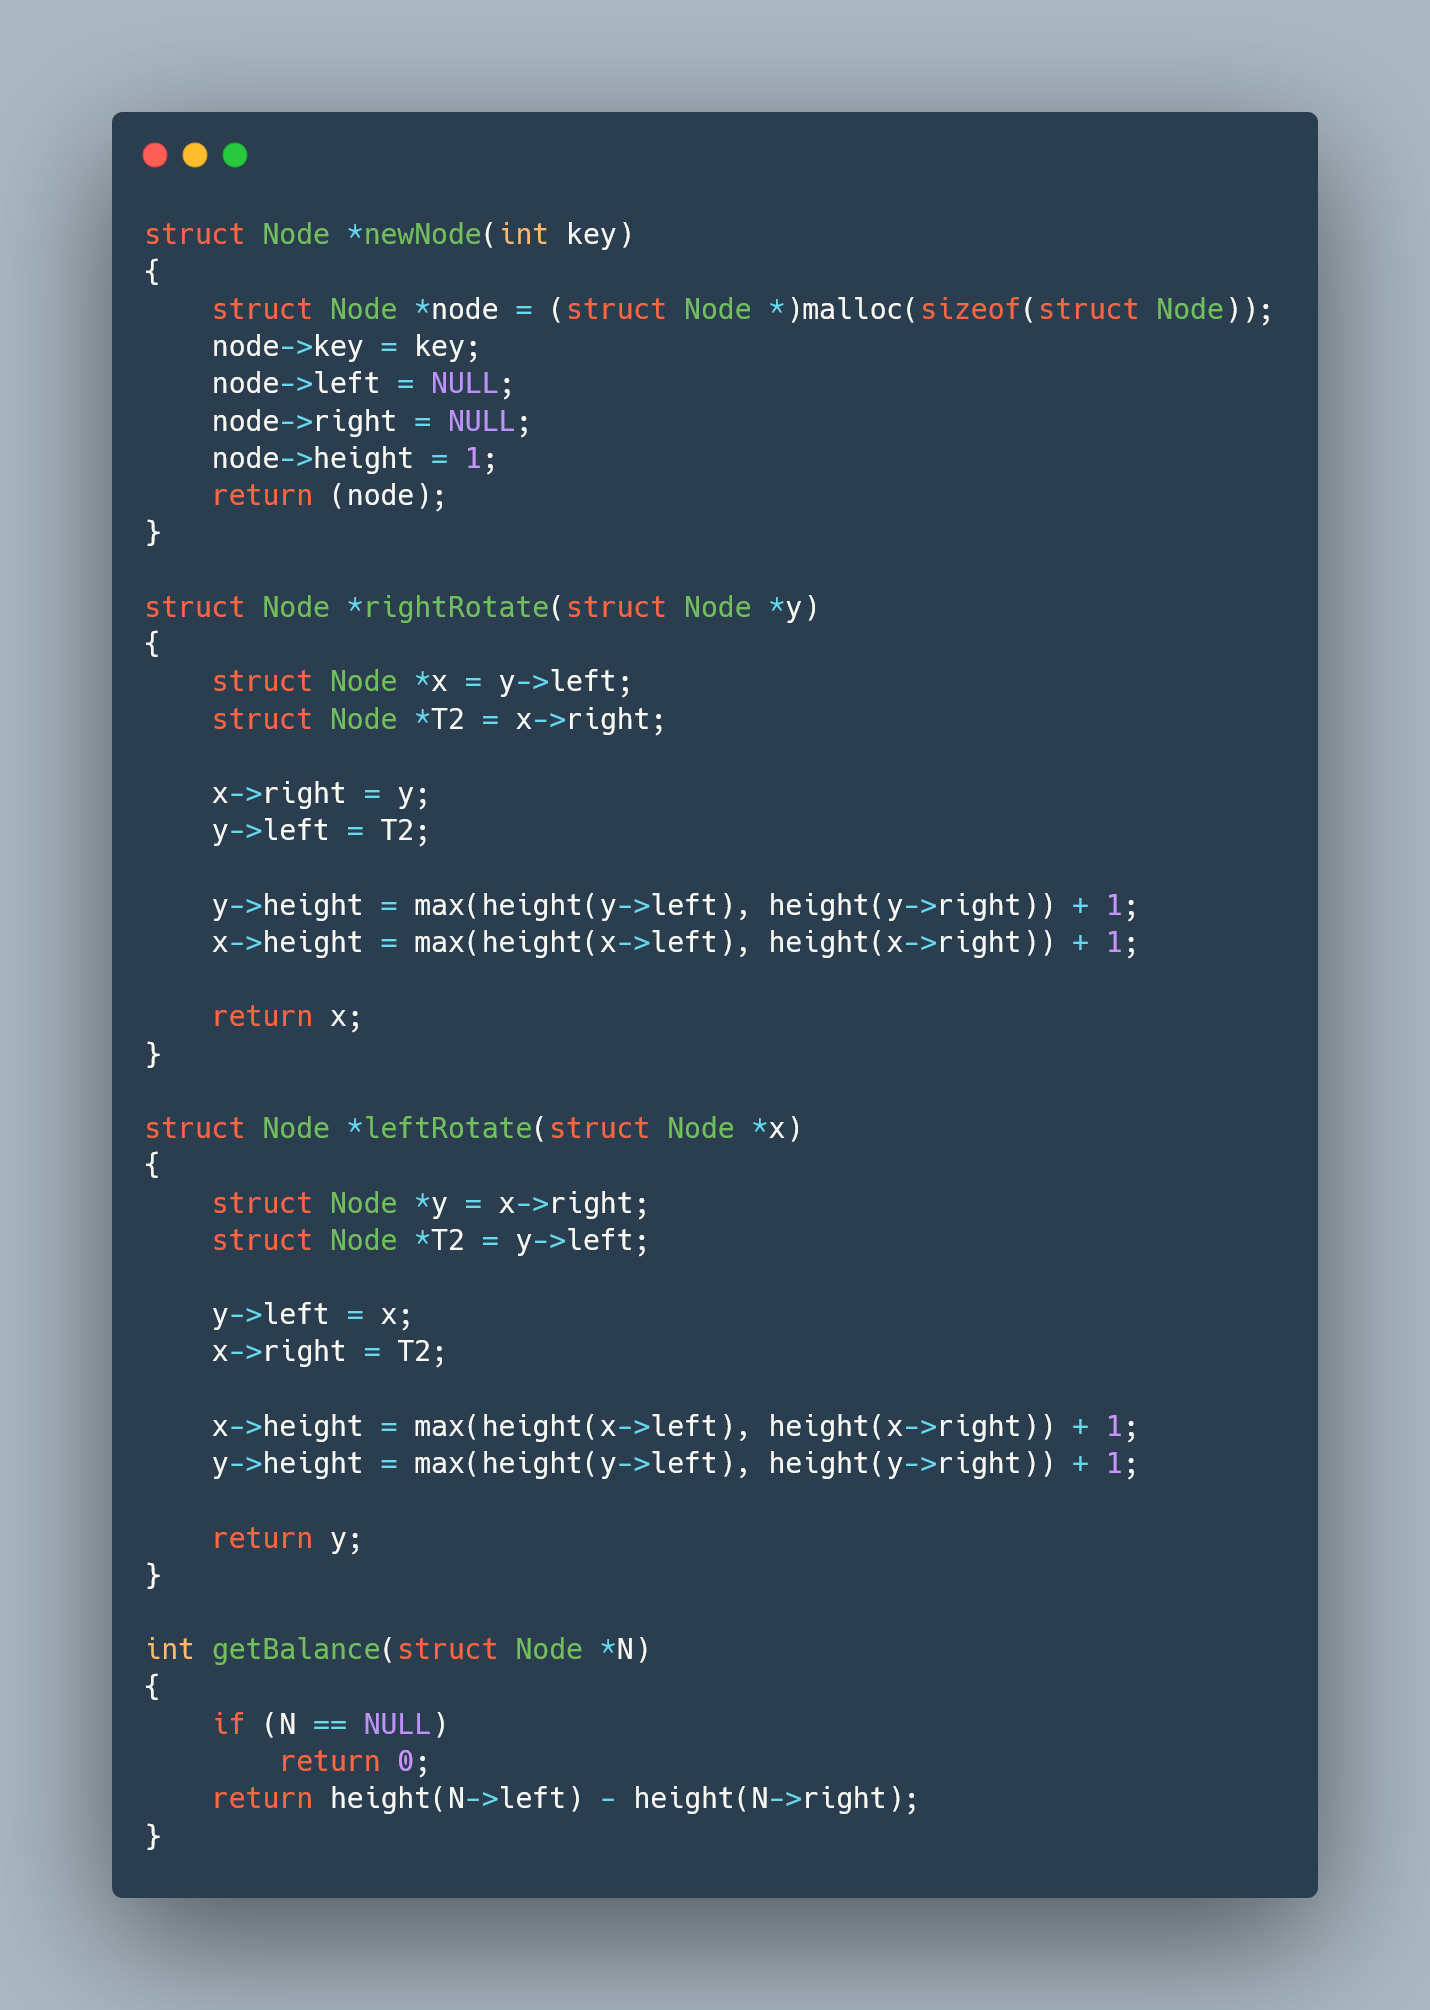 struct Node *newNode(int key)
{
    struct Node *node = (struct Node *)malloc(sizeof(struct Node));
    node->key = key;
    node->left = NULL;
    node->right = NULL;
    node->height = 1;
    return (node);
}

struct Node *rightRotate(struct Node *y)
{
    struct Node *x = y->left;
    struct Node *T2 = x->right;

    x->right = y;
    y->left = T2;

    y->height = max(height(y->left), height(y->right)) + 1;
    x->height = max(height(x->left), height(x->right)) + 1;

    return x;
}

struct Node *leftRotate(struct Node *x)
{
    struct Node *y = x->right;
    struct Node *T2 = y->left;

    y->left = x;
    x->right = T2;

    x->height = max(height(x->left), height(x->right)) + 1;
    y->height = max(height(y->left), height(y->right)) + 1;

    return y;
}

int getBalance(struct Node *N)
{
    if (N == NULL)
        return 0;
    return height(N->left) - height(N->right);
}